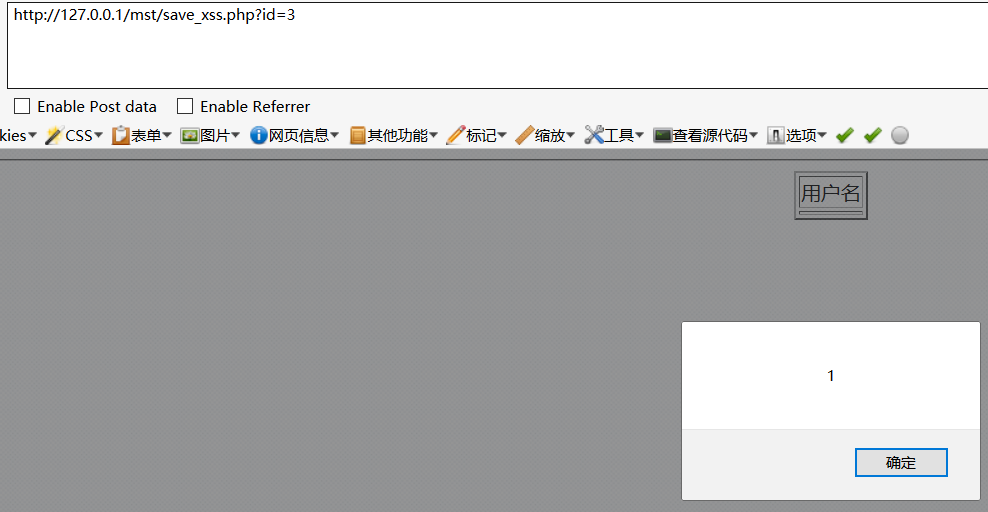 http://127.0.0.1/mst/save_xss.php?id=3
Enable Post data Enable Referrer
kies CSS 表单 图片 网页信息 其他功能 标记 缩放 工具 查看源代码 选项
用户名
1
确定